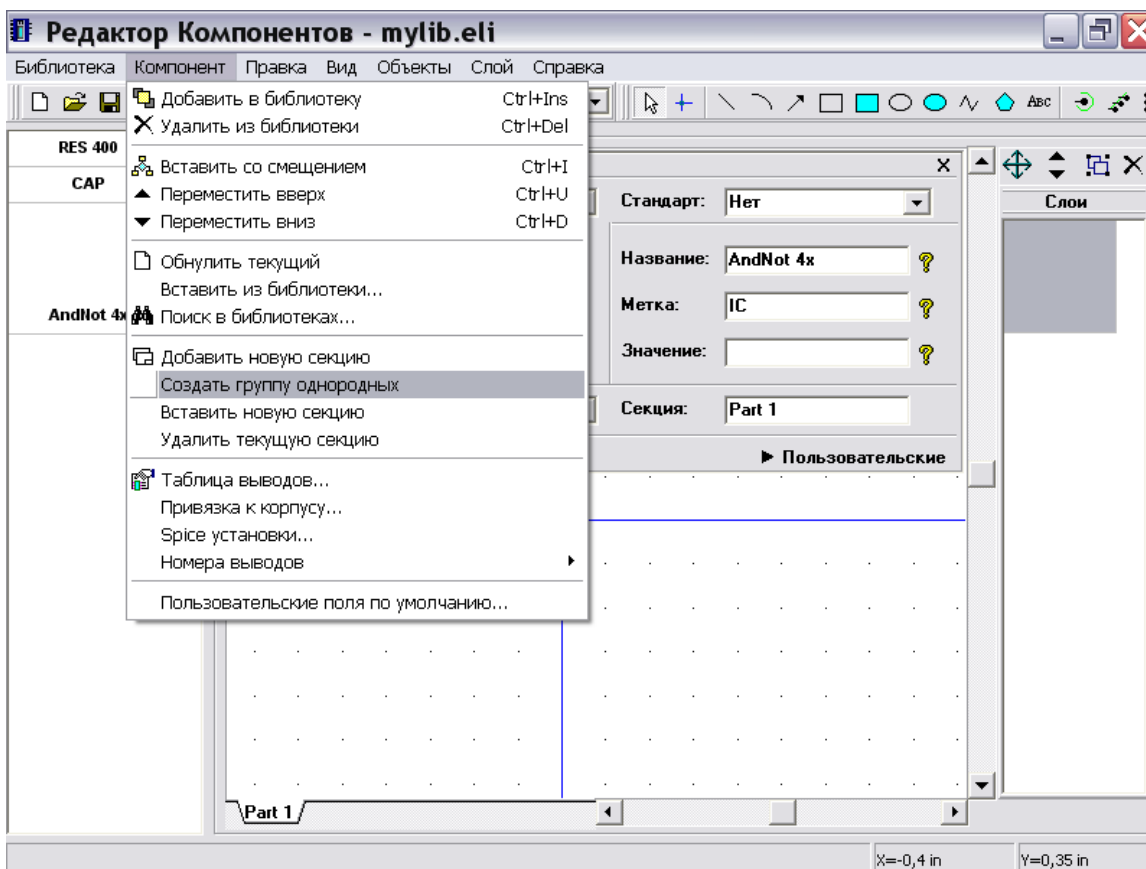 Редактор Компонентов - mylib.eli
Библиотека Компонент Правка Вид Объекты Слой Справка
ABC
Добавить в библиотеку Ctrl+Ins
Удалить из библиотеки Ctrl+Del
Вставить со смещением Ctrl+I
Переместить вверх Ctrl+U
Переместить вниз Ctrl+D
Обнулить текущий
Вставить из библиотеки...
Поиск в библиотеках...
Добавить новую секцию
Создать группу однородных
Вставить новую секцию
Удалить текущую секцию
Таблица выводов...
Привязка к корпусу...
Spice установки...
Номера выводов
Пользовательские поля по умолчанию...
RES 400
CAP
AndNot 4x
Стандарт: Нет
Название: AndNot 4x
Метка: IC
Значение:
Секция: Part 1
Пользовательские
Слои
Part 1
X=-0,4 in Y=0,35 in